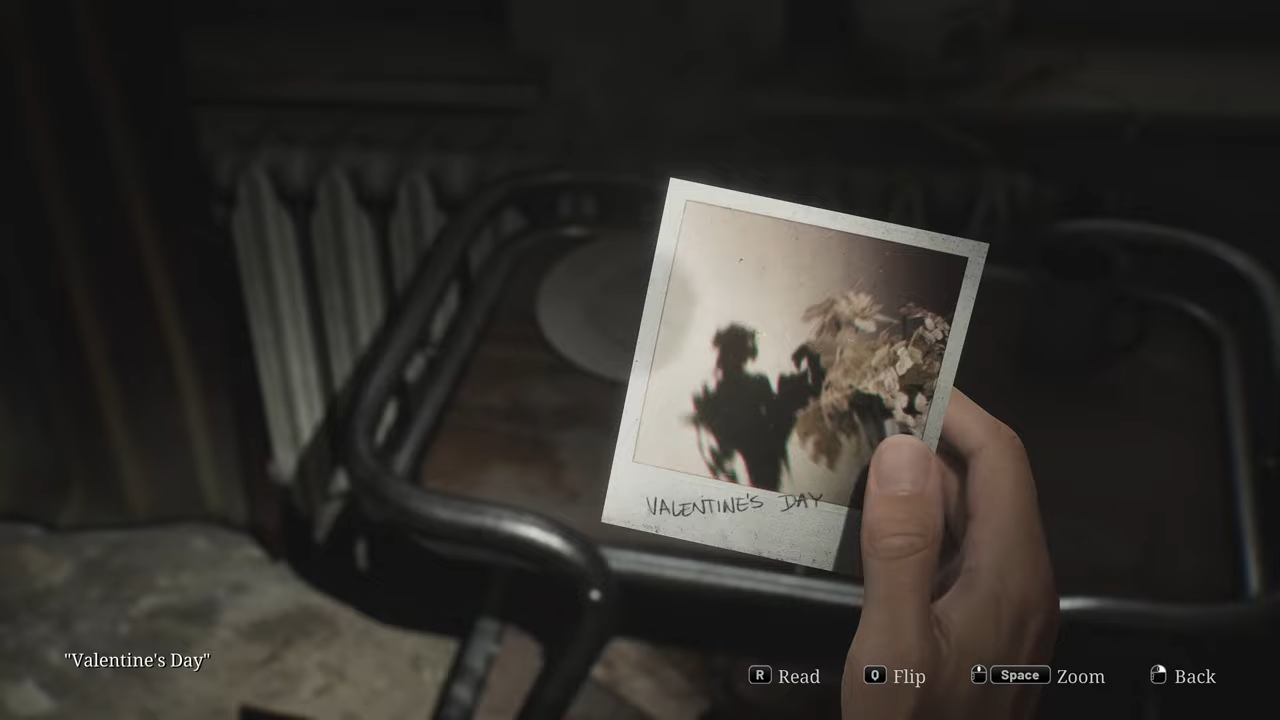 VALENTINE'S DAY
"Valentine's Day"
R Read
Q Flip
Space Zoom
Back